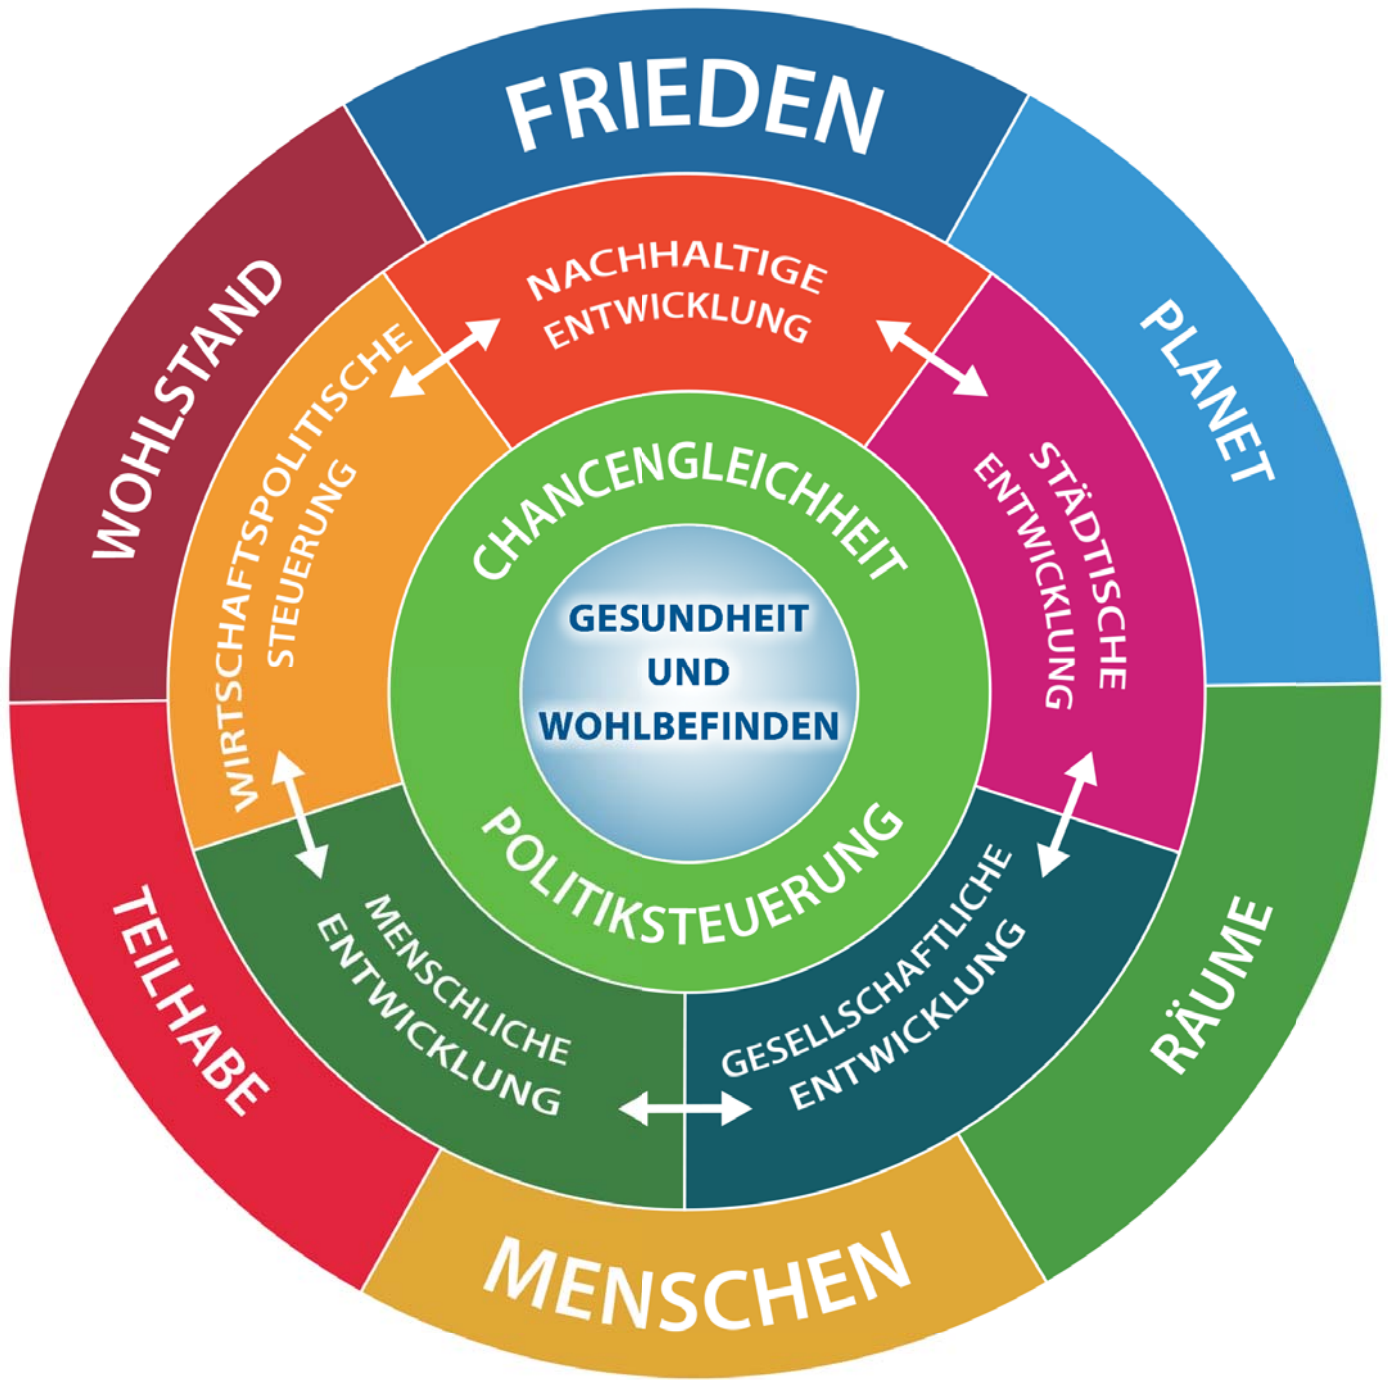 FRIEDEN
PLANET
RÄUME
MENSCHEN
TEILHABE
WOHLSTAND
NACHHALTIGE
ENTWICKLUNG
STÄDTISCHE
ENTWICKLUNG
GESELLSCHAFTLICHE
ENTWICKLUNG
MENSCHLICHE
ENTWICKLUNG
WIRTSCHAFTSPOLITISCHE
STEUERUNG
CHANCENGLEICHHEIT
POLITIKSTEUERUNG
GESUNDHEIT
UND
WOHLBEFINDEN